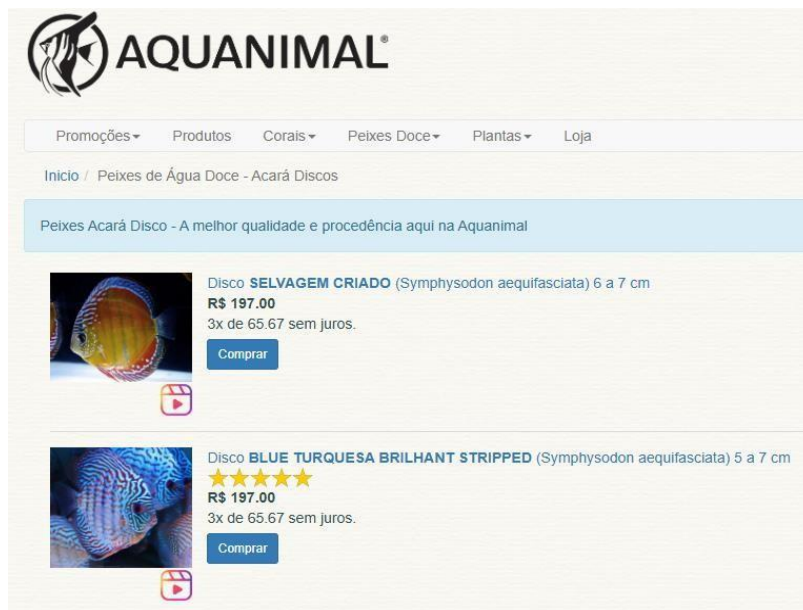 AQUANIMAL®
Promoções Produtos Corais Peixes Doce Plantas Loja
Inicio / Peixes de Água Doce - Acará Discos
Peixes Acará Disco - A melhor qualidade e procedência aqui na Aquanimal
Disco SELVAGEM CRIADO (Symphysodon aequifasciata) 6 a 7 cm
R$ 197.00
3x de 65.67 sem juros.
Comprar
Disco BLUE TURQUESA BRILHANT STRIPPED (Symphysodon aequifasciata) 5 a 7 cm
R$ 197.00
3x de 65.67 sem juros.
Comprar